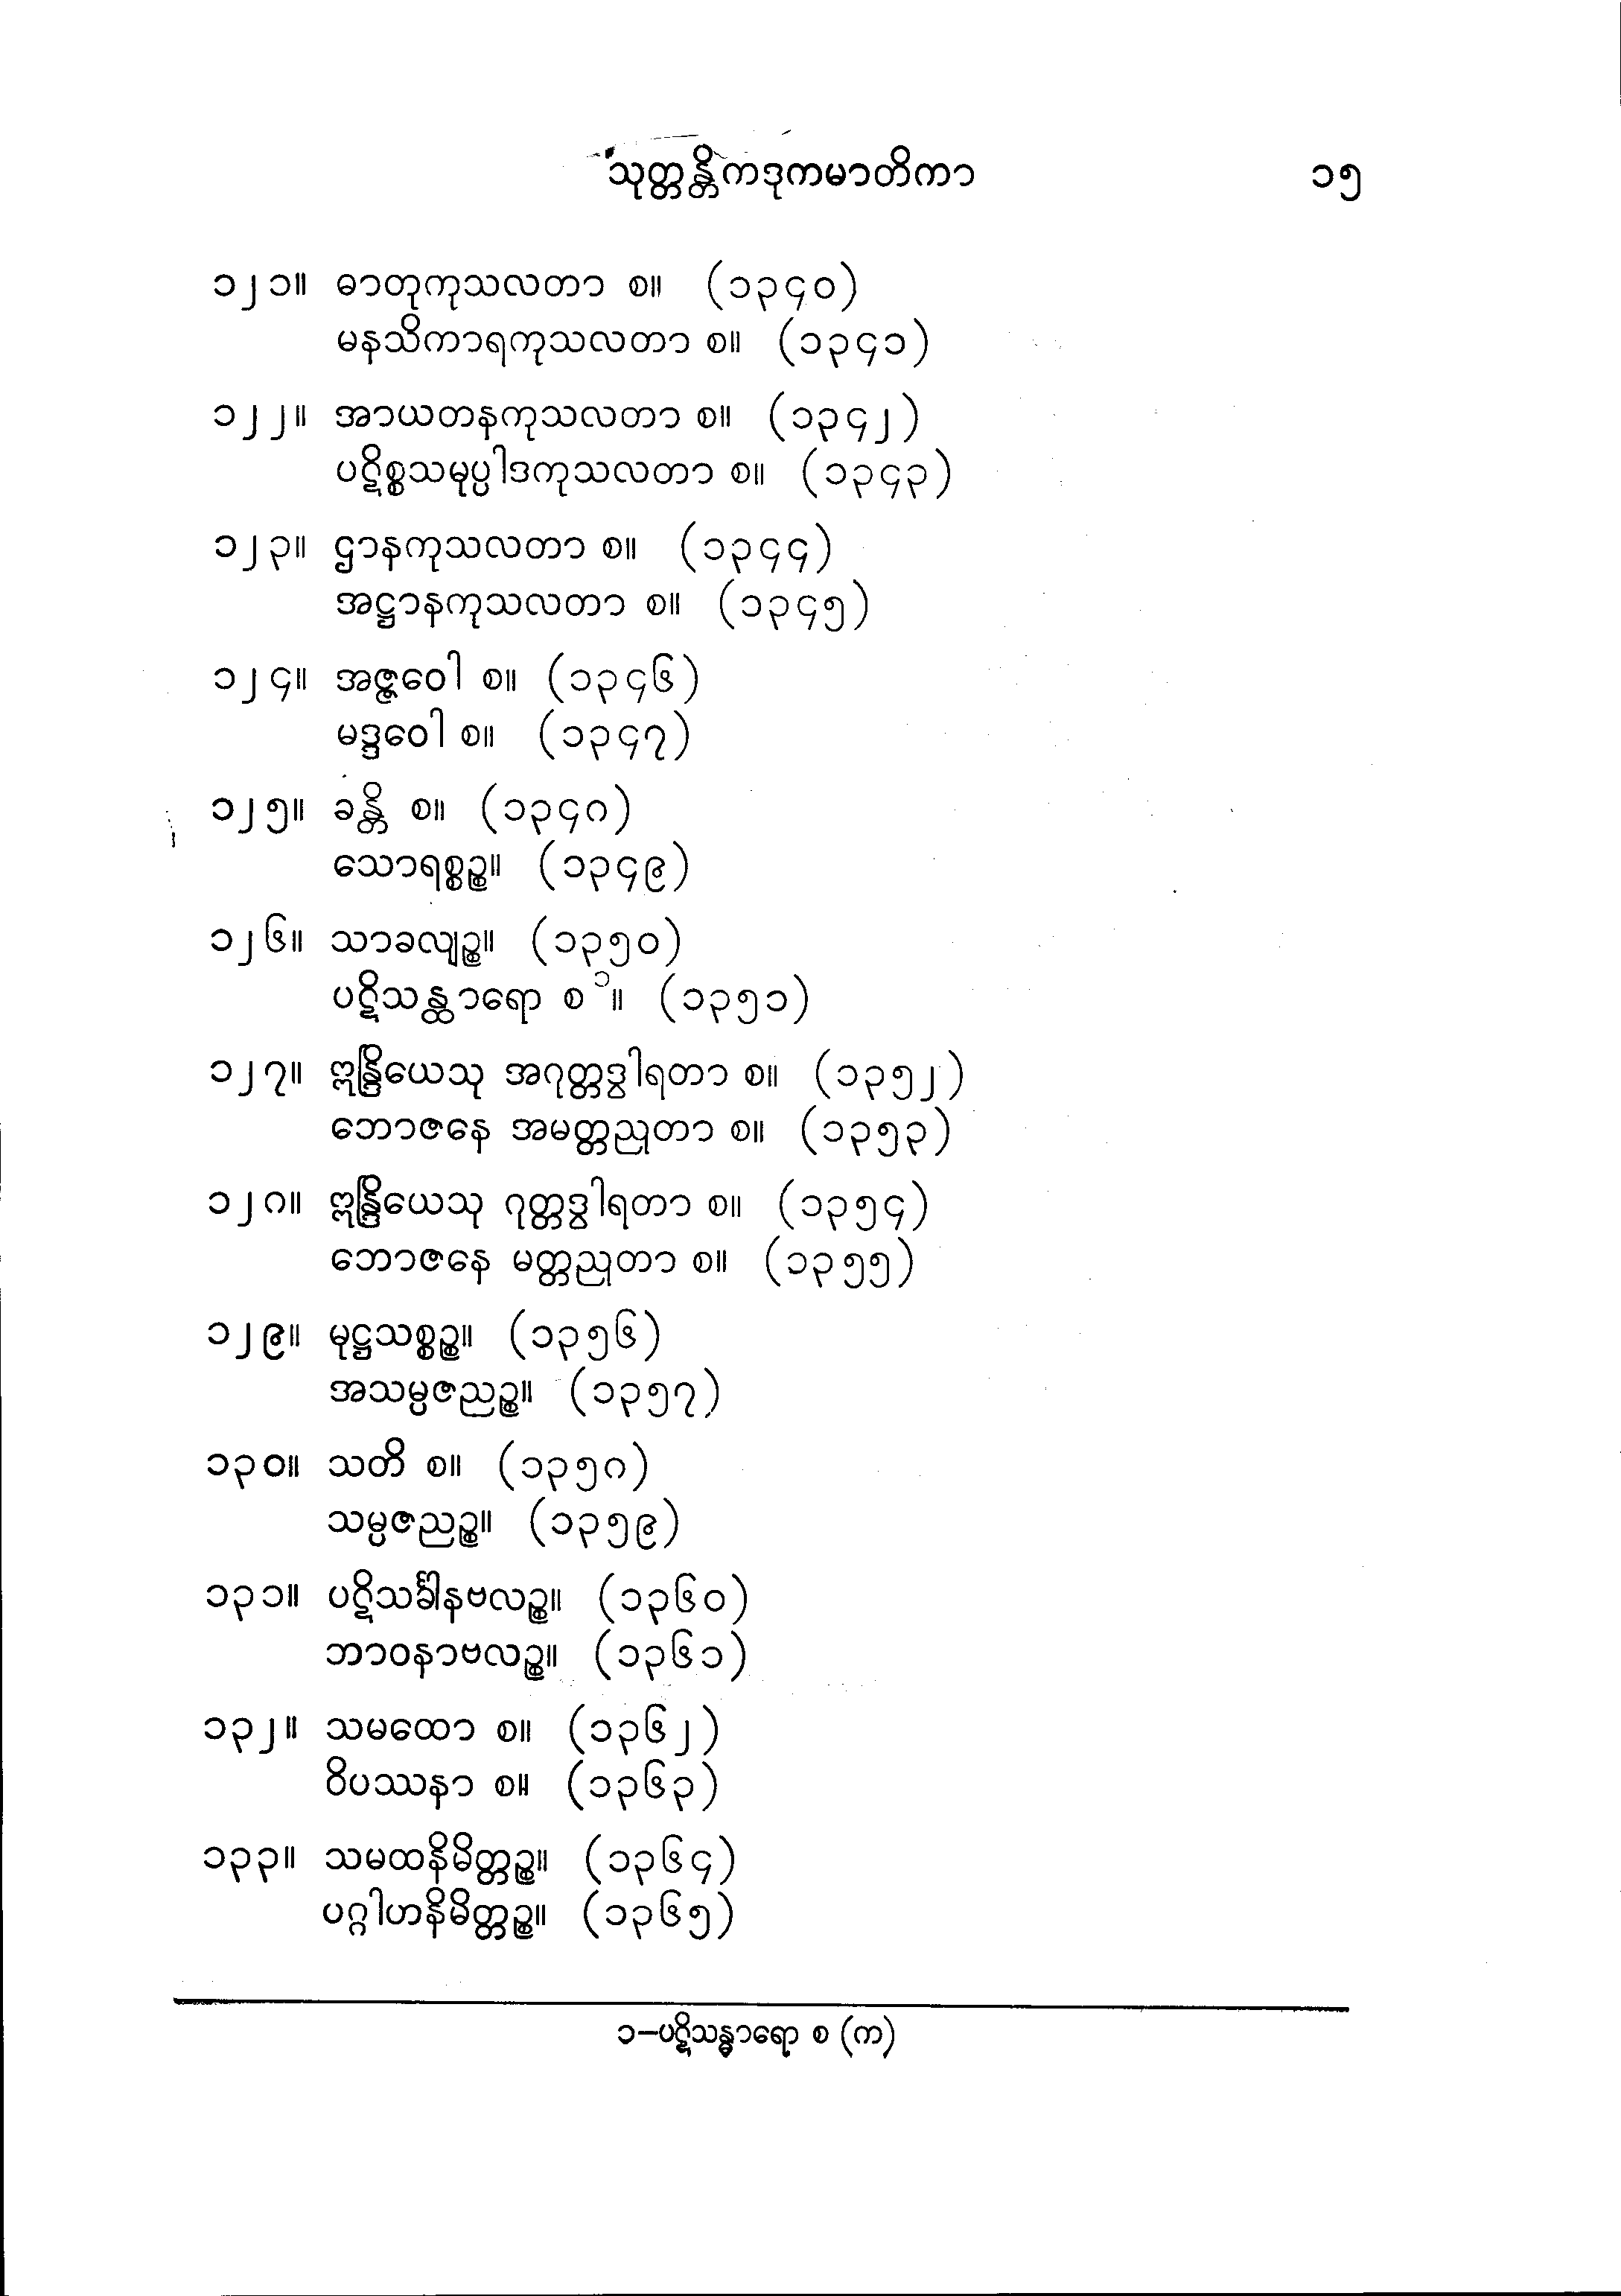 သုတ္တန္တိကဒုကမာတိကာ ၁၅
၁၂၁။ ဓာတုကုသလတာ စ။ (၁၃၄၀)
မနသိကာရကုသလတာ စ။ (၁၃၄၁)
၁၂၂။ အာယတနကုသလတာ စ။ (၁၃၄၂)
ပဋိစ္စသမုပ္ပါဒကုသလတာ စ။ (၁၃၄၃)
၁၂၃။ ဌာနကုသလတာ စ။ (၁၃၄၄)
အဋ္ဌာနကုသလတာ စ။ (၁၃၄၅)
၁၂၄။ အဇ္ဇဝေါ စ။ (၁၃၄၆)
မဒ္ဒဝေါ စ။ (၁၃၄၇)
၁၂၅။ ခန္တိ စ။ (၁၃၄၈)
သောရစ္စဉ္စ။ (၁၃၄၉)
၁၂၆။ သာခလျဉ္စ။ (၁၃၅၀)
ပဋိသန္ထာရော စ ၁။ (၁၃၅၁)
၁၂၇။ ဣန္ဒြိယေသု အဂုတ္တဒွါရတာ စ။ (၁၃၅၂)
ဘောဇနေ အမတ္တညုတာ စ။ (၁၃၅၃)
၁၂၈။ ဣန္ဒြိယေသု ဂုတ္တဒွါရတာ စ။ (၁၃၅၄)
ဘောဇနေ မတ္တညုတာ စ။ (၁၃၅၅)
၁၂၉။ မုဋ္ဌသစ္စဉ္စ။ (၁၃၅၆)
အသမ္ပဇညဉ္စ။ (၁၃၅၇)
၁၃၀။ သတိ စ။ (၁၃၅၈)
သမ္ပဇညဉ္စ။ (၁၃၅၉)
၁၃၁။ ပဋိသင်္ခါနဗလဉ္စ။ (၁၃၆၀)
ဘာဝနာဗလဉ္စ။ (၁၃၆၁)
၁၃၂။ သမထော စ။ (၁၃၆၂)
ဝိပဿနာ စ။ (၁၃၆၃)
၁၃၃။ သမထနိမိတ္တဉ္စ။ (၁၃၆၄)
ပဂ္ဂါဟနိမိတ္တဉ္စ။ (၁၃၆၅)
၁–ပဋိသန္ဓာရော စ (က)